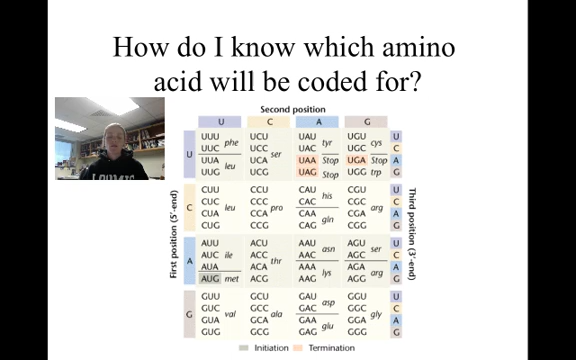 How do I know which amino
acid will be coded for?
Second position
U C A G
UUU UCU UAU UGU U
phe tyr cys
UUC UCC UAC UGC C
ser
UUA UCA UAA Stop UGA Stop A
leu
UUG UCG UAG Stop UGG trp G
U
CUU CCU CAU CGU U
his
CUC CCC CAC CGC C
leu pro arg
CUA CCA CAA CGA A
gln
CUG CCG CAG CGG G
C
AUU ACU AAU AGU U
asn ser
AUC ile ACC AAC AGC C
thr
AUA ACA AAA AGA A
lys arg
AUG met ACG AAG AGG G
A
GUU GCU GAU GGU U
asp
GUC GCC GAC GGC C
val ala gly
GUA GCA GAA GGA A
glu
GUG GCG GAG GGG G
G
First position (5'-end)
Third position (3'-end)
Initiation Termination
LOOMIS